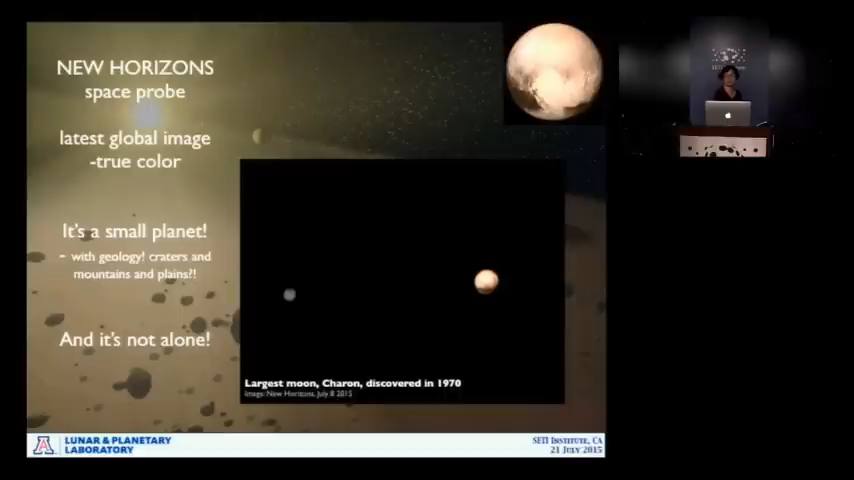 NEW HORIZONS
space probe
latest global image
-true color
It's a small planet!
- with geology! craters and
mountains and plains?!
And it's not alone!
Largest moon, Charon, discovered in 1970
Image: New Horizons, July 8 2015
A
LUNAR & PLANETARY
LABORATORY
SETI INSTITUTE, CA
21 JULY 2015